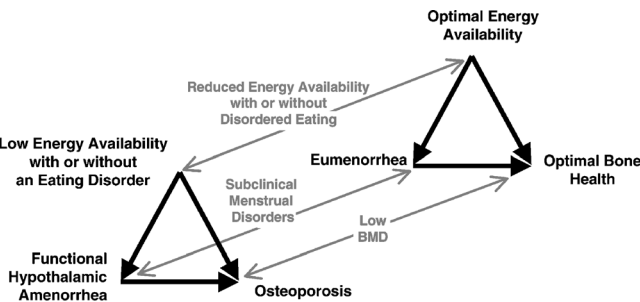 Optimal Energy
Availability
Reduced Energy Availability
with or without
Disordered Eating
Low Energy Availability
with or without
an Eating Disorder
Eumenorrhea
Optimal Bone
Health
Subclinical
Menstrual
Disorders
Low
BMD
Functional
Hypothalamic
Amenorrhea
Osteoporosis